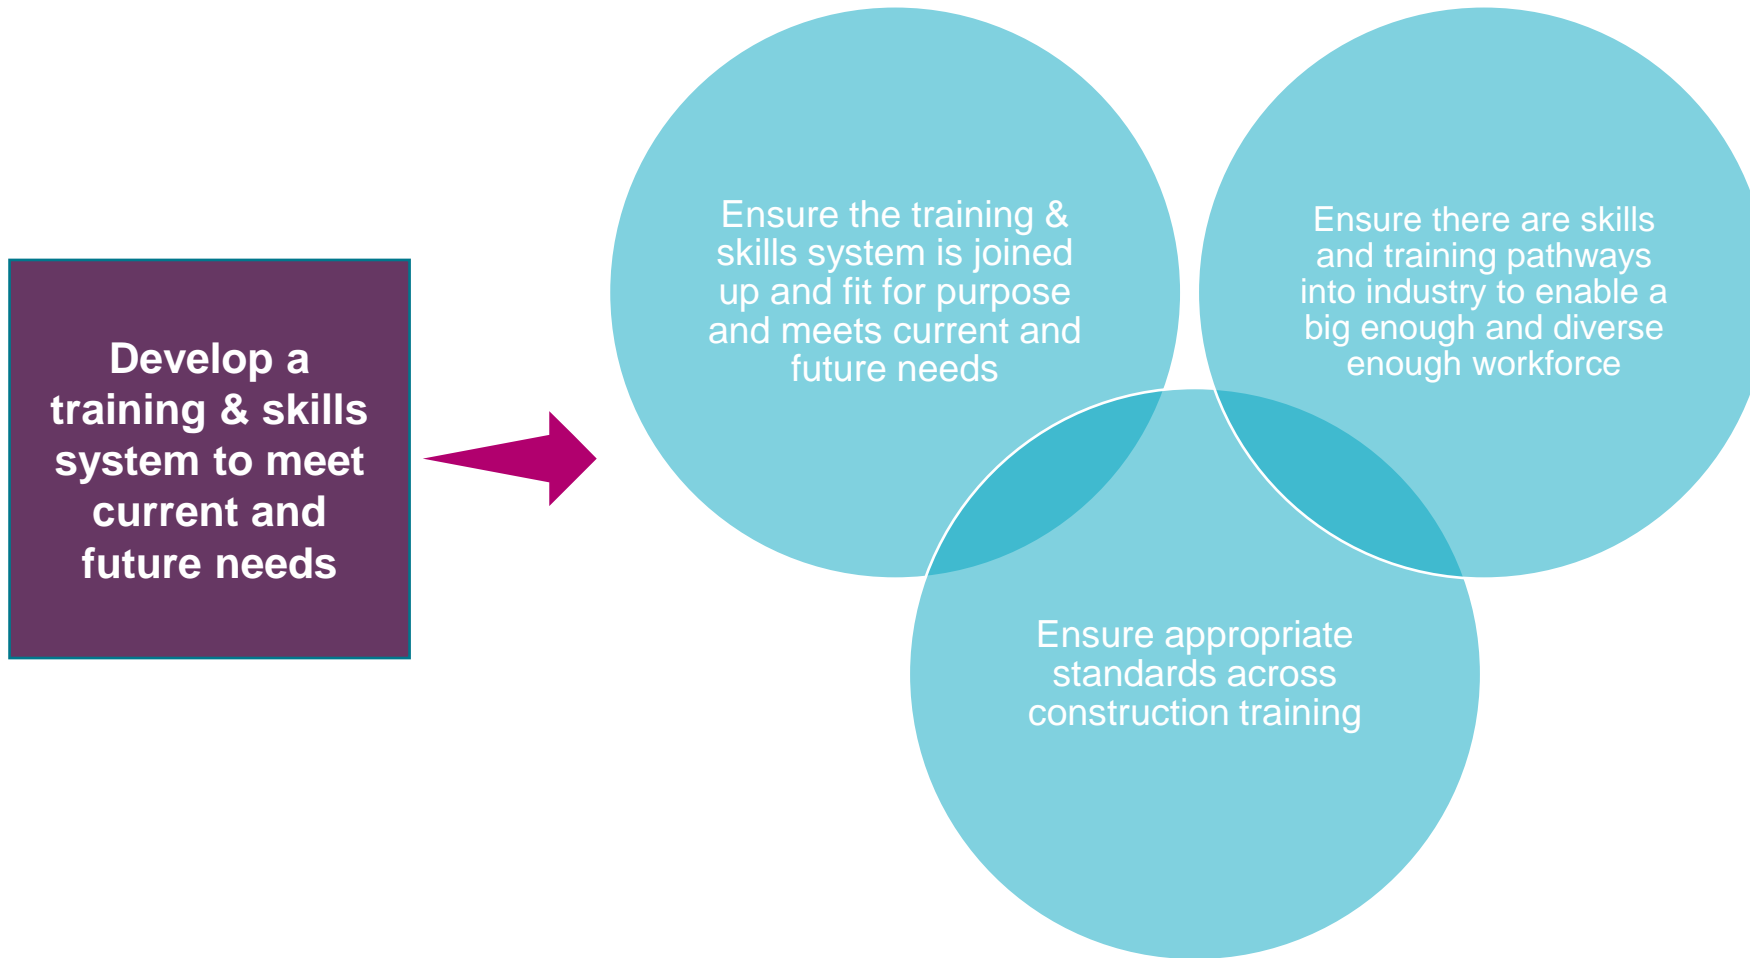 Develop a
training & skills
system to meet
current and
future needs
Ensure the training &
skills system is joined
up and fit for purpose
and meets current and
future needs
Ensure there are skills
and training pathways
into industry to enable a
big enough and diverse
enough workforce
Ensure appropriate
standards across
construction training